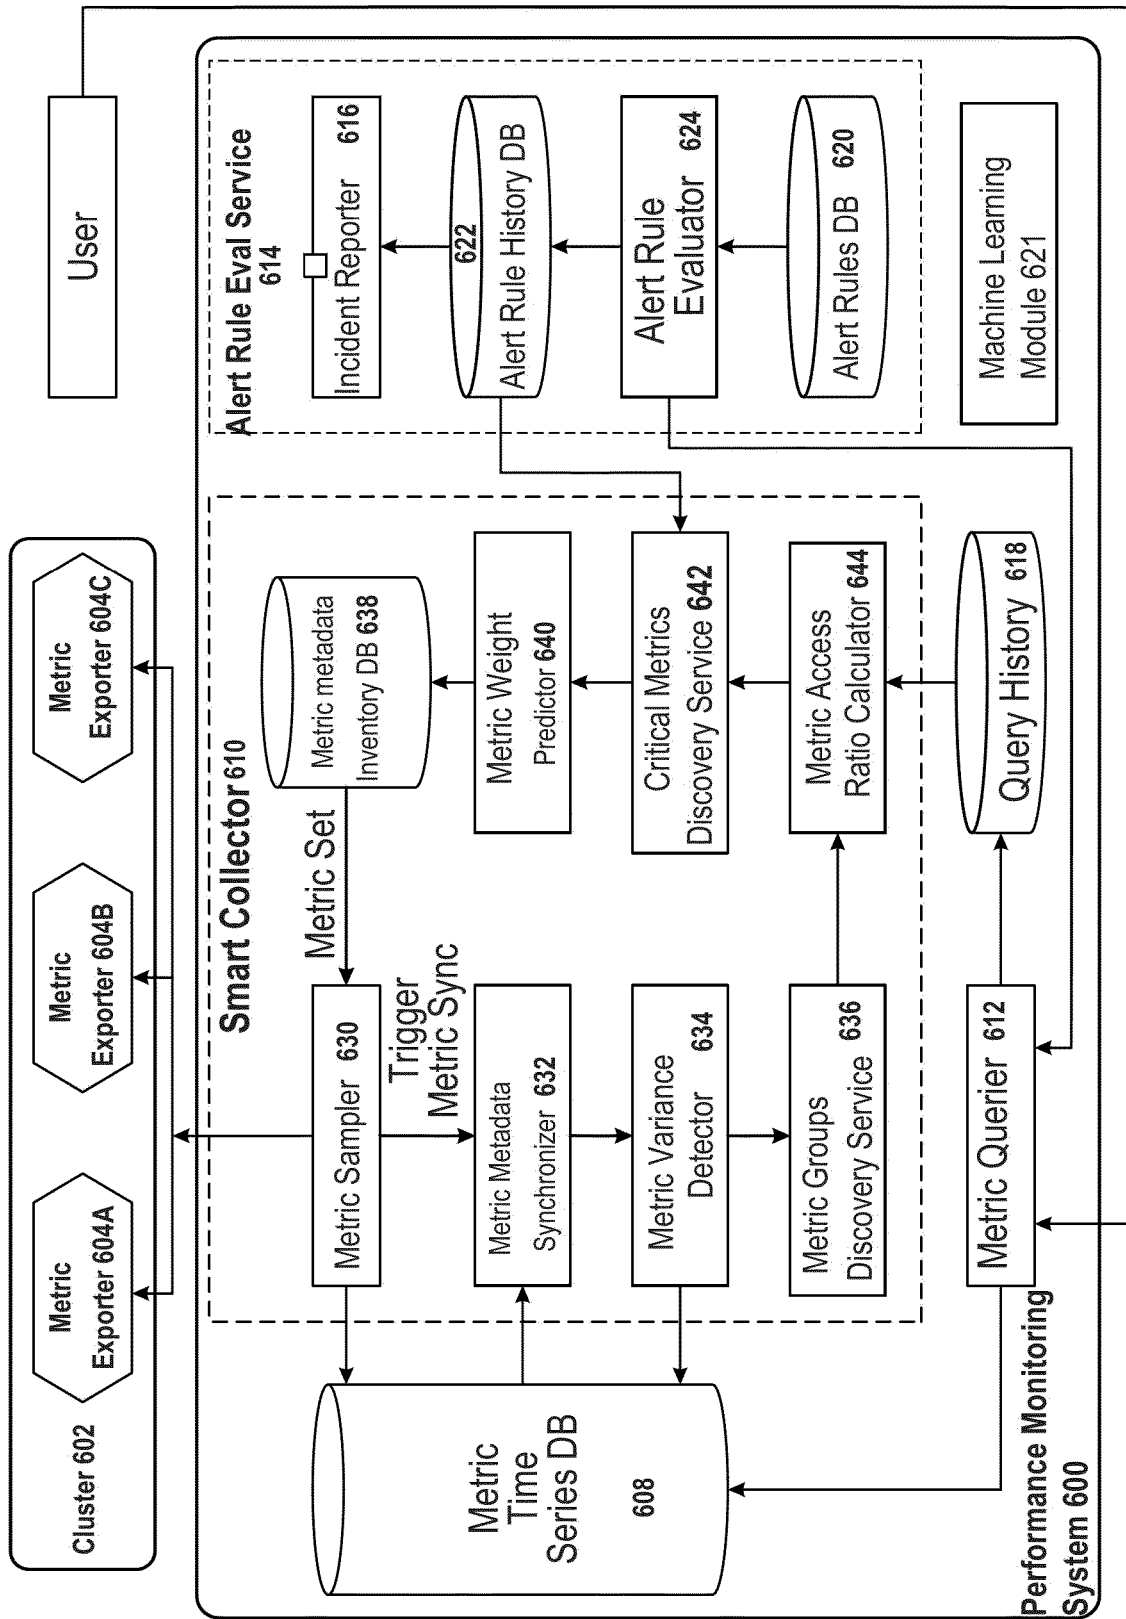 Cluster 602
Metric
Exporter 604A
Metric
Exporter 604B
Metric
Exporter 604C
User
Smart Collector 610
Alert Rule Eval Service
614
Metric
Time
Series DB
608
Metric Sampler 630
Metric Set
Metric metadata
Inventory DB 638
Incident Reporter 616
Trigger
Metric Sync
Metric Metadata
Synchronizer 632
Metric Weight
Predictor 640
622
Alert Rule History DB
Metric Variance
Detector 634
Critical Metrics
Discovery Service 642
Alert Rule
Evaluator 624
Metric Groups
Discovery Service 636
Metric Access
Ratio Calculator 644
Alert Rules DB 620
Metric Querier 612
Query History 618
Machine Learning
Module 621
Performance Monitoring
System 600